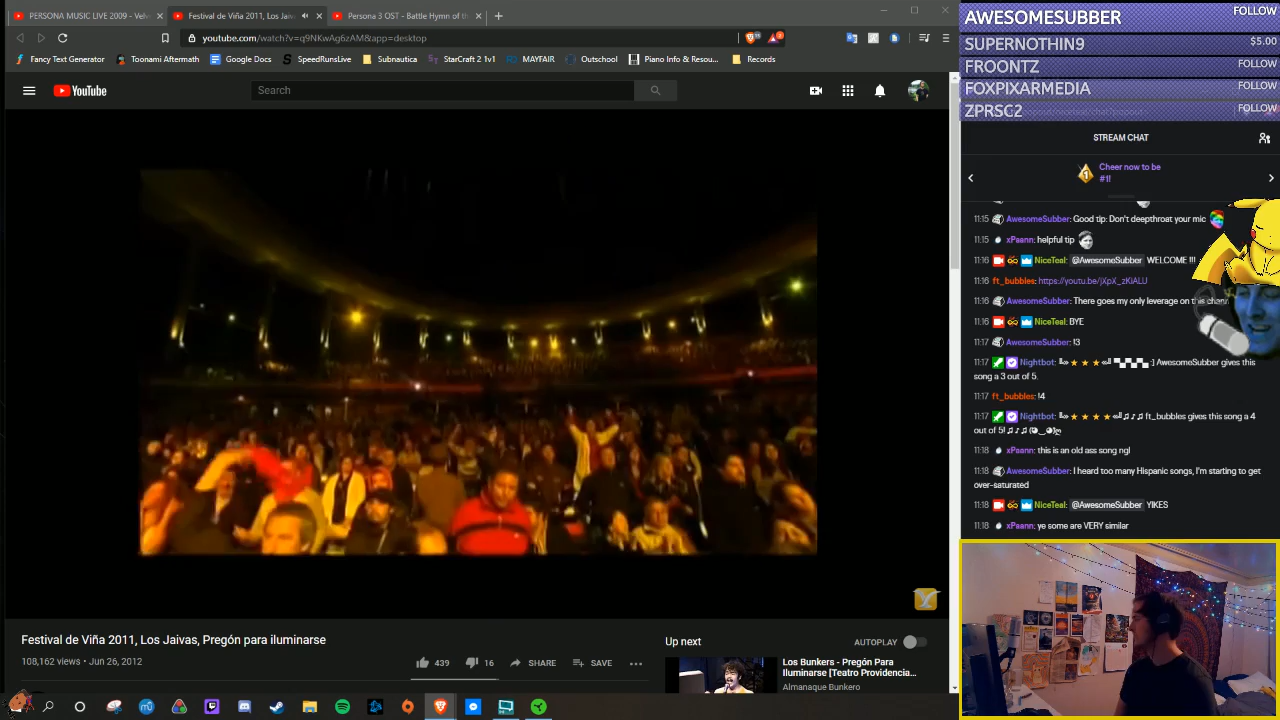 PERSONA MUSIC LIVE 2009 - Velv
Festival de Viña 2011, Los Jaiv
Persona 3 OST - Battle Hymn of th
youtube.com/watch?v=q9NKwAg6zAM&app=desktop
Fancy Text Generator
Toonami Aftermath
Google Docs
SpeedRunsLive
Subnautica
StarCraft 2 1v1
MAYFAIR
Outschool
Piano Info & Resou...
Records
YouTube
Search
Festival de Viña 2011, Los Jaivas, Pregón para iluminarse
108,162 views • Jun 26, 2012
439
16
SHARE
SAVE
Up next
AUTOPLAY
Los Bunkers - Pregón Para
Iluminarse [Teatro Providencia...
Almanaque Bunkero
AWESOMESUBBER FOLLOW
SUPERNOTHIN9 $5.00
FROONTZ FOLLOW
FOXPIXARMEDIA FOLLOW
ZPRSC2 FOLLOW
STREAM CHAT
Cheer now to be
#1!
11:15 AwesomeSubber: Good tip: Don't deepthroat your mic
11:15 xPaann: helpful tip
11:16 NiceTeal: @AwesomeSubber WELCOME !!!
11:16 ft_bubbles: https://youtu.be/jXpX_zKiALU
11:16 AwesomeSubber: There goes my only leverage on this chann
11:16 NiceTeal: BYE
11:17 AwesomeSubber: !3
11:17 Nightbot: AwesomeSubber gives this
song a 3 out of 5.
11:17 ft_bubbles: !4
11:17 Nightbot: ft_bubbles gives this song a 4
out of 5!
11:18 xPaann: this is an old ass song ngl
11:18 AwesomeSubber: I heard too many Hispanic songs, I'm starting to get
over-saturated
11:18 NiceTeal: @AwesomeSubber YIKES
11:18 xPaann: ye some are VERY similar